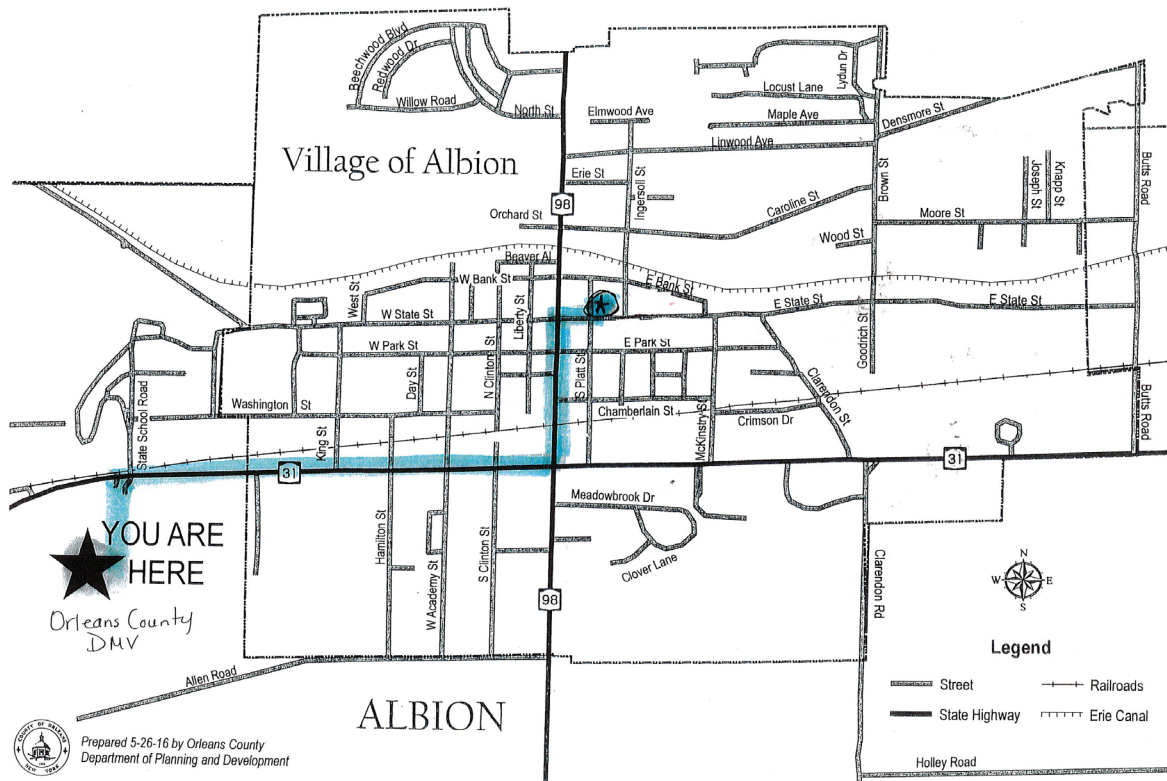 Beechwood Blvd
Redwood Dr
Willow Road
North St
Elmwood Ave
Lydun Dr
Locust Lane
Maple Ave
Densmore St
Linwood Ave
Village of Albion
Erie St
Ingersoll St
98
Orchard St
Caroline St
Brown St
Joseph St
Knapp St
Butts Road
Moore St
Wood St
Beaver Al
W Bank St
E Bank St
West St
Liberty St
W State St
E State St
E State St
W Park St
E Park St
N Clinton St
S Platt St
Day St
Goodrich St
Clarendon St
Washington St
Chamberlain St
Crimson Dr
McKinstry St
State School Road
King St
Butts Road
31
31
YOU ARE
HERE
Orleans County
DMV
Meadowbrook Dr
Clover Lane
Hamilton St
W Academy St
S Clinton St
98
Clarendon Rd
N
W E
S
Allen Road
ALBION
Legend
Street
Railroads
State Highway
Erie Canal
COUNTY OF ORLEANS
NEW YORK
Prepared 5-26-16 by Orleans County
Department of Planning and Development
Holley Road